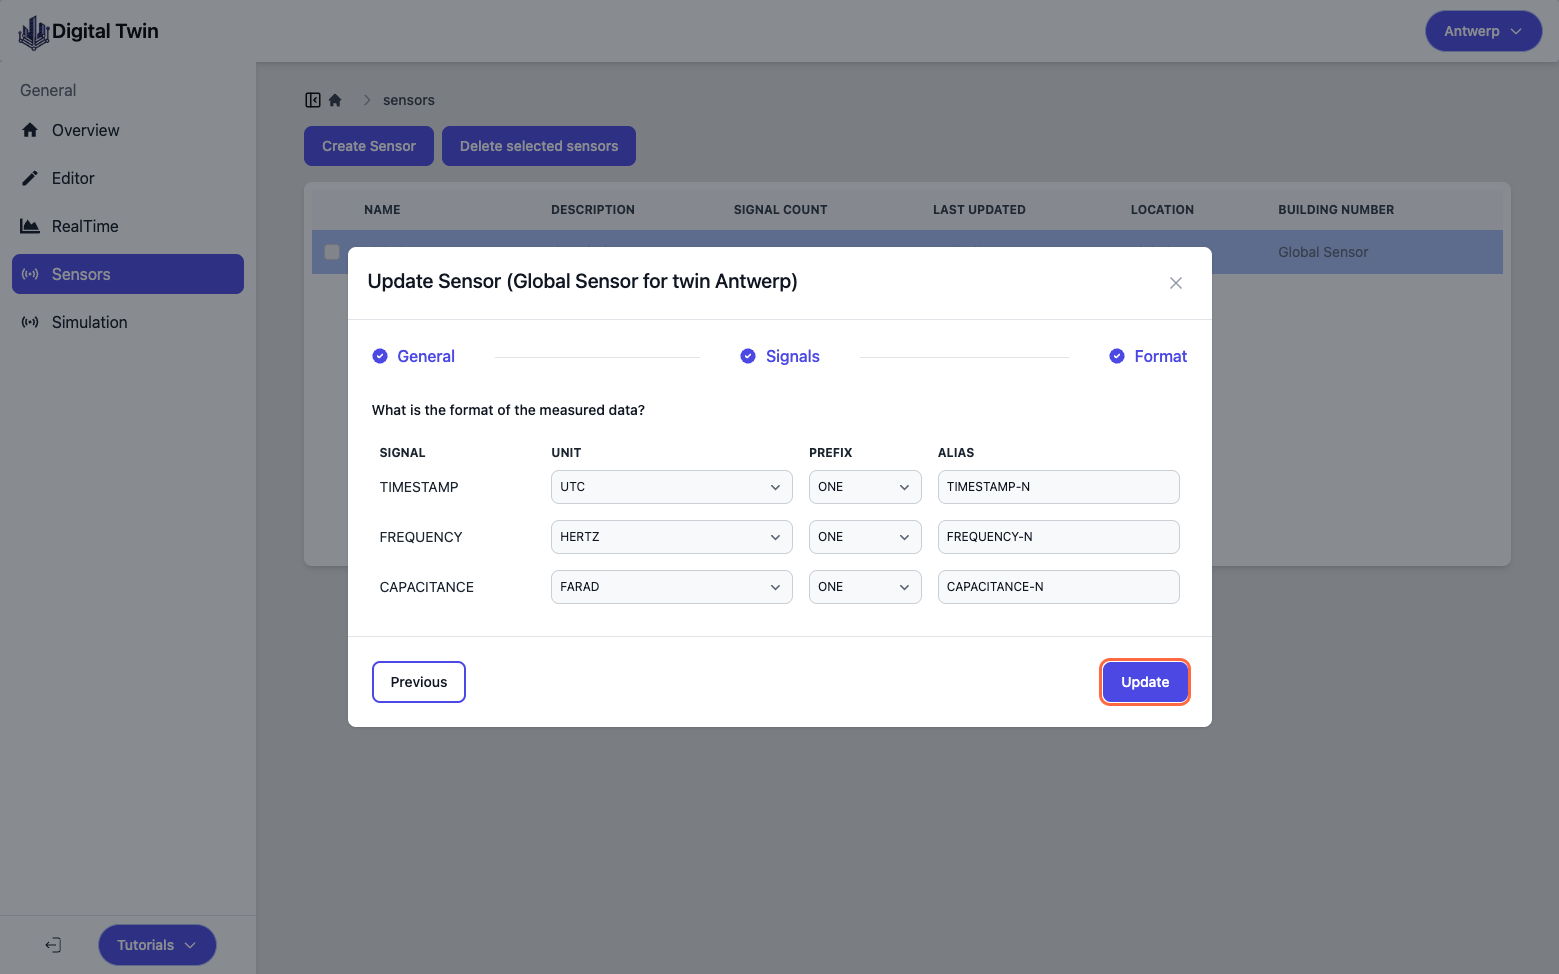 Digital Twin
Antwerp
General
Overview
Editor
RealTime
Sensors
Simulation
Tutorials
sensors
Create Sensor
Delete selected sensors
NAME DESCRIPTION SIGNAL COUNT LAST UPDATED LOCATION BUILDING NUMBER
Global Sensor
Update Sensor (Global Sensor for twin Antwerp)
General Signals Format
What is the format of the measured data?
SIGNAL UNIT PREFIX ALIAS
TIMESTAMP UTC ONE TIMESTAMP-N
FREQUENCY HERTZ ONE FREQUENCY-N
CAPACITANCE FARAD ONE CAPACITANCE-N
Previous
Update